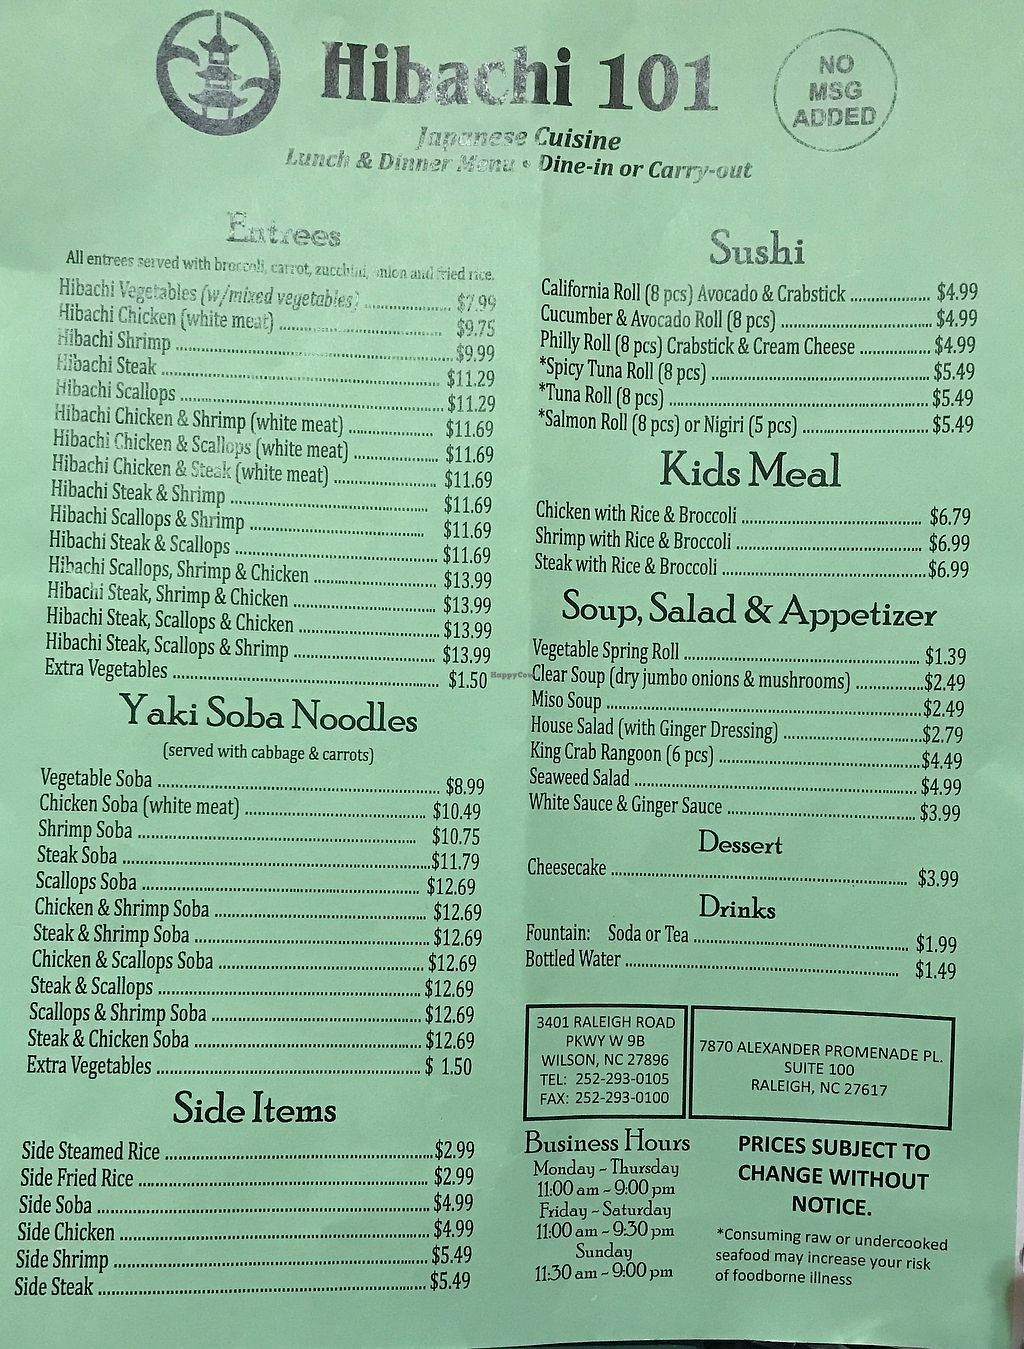 Hibachi 101
NO
MSG
ADDED
Japanese Cuisine
Lunch & Dinner Menu • Dine-in or Carry-out
Entrees
All entrees served with broccoli, carrot, zucchini, onion and fried rice.
Hibachi Vegetables (w/mixed vegetables) $7.99
Hibachi Chicken (white meat) $9.75
Hibachi Shrimp $9.99
Hibachi Steak $11.29
Hibachi Scallops $11.29
Hibachi Chicken & Shrimp (white meat) $11.69
Hibachi Chicken & Scallops (white meat) $11.69
Hibachi Chicken & Steak (white meat) $11.69
Hibachi Steak & Shrimp $11.69
Hibachi Scallops & Shrimp $11.69
Hibachi Steak & Scallops $11.69
Hibachi Scallops, Shrimp & Chicken $13.99
Hibachi Steak, Shrimp & Chicken $13.99
Hibachi Steak, Scallops & Chicken $13.99
Hibachi Steak, Scallops & Shrimp $13.99
Extra Vegetables $1.50
Yaki Soba Noodles
(served with cabbage & carrots)
Vegetable Soba $8.99
Chicken Soba (white meat) $10.49
Shrimp Soba $10.75
Steak Soba $11.79
Scallops Soba $12.69
Chicken & Shrimp Soba $12.69
Steak & Shrimp Soba $12.69
Chicken & Scallops Soba $12.69
Steak & Scallops $12.69
Scallops & Shrimp Soba $12.69
Steak & Chicken Soba $12.69
Extra Vegetables $ 1.50
Side Items
Side Steamed Rice $2.99
Side Fried Rice $2.99
Side Soba $4.99
Side Chicken $4.99
Side Shrimp $5.49
Side Steak $5.49
Sushi
California Roll (8 pcs) Avocado & Crabstick $4.99
Cucumber & Avocado Roll (8 pcs) $4.99
Philly Roll (8 pcs) Crabstick & Cream Cheese $4.99
*Spicy Tuna Roll (8 pcs) $5.49
*Tuna Roll (8 pcs) $5.49
*Salmon Roll (8 pcs) or Nigiri (5 pcs) $5.49
Kids Meal
Chicken with Rice & Broccoli $6.79
Shrimp with Rice & Broccoli $6.99
Steak with Rice & Broccoli $6.99
Soup, Salad & Appetizer
Vegetable Spring Roll $1.39
HappyCow
Clear Soup (dry jumbo onions & mushrooms) $2.49
Miso Soup $2.49
House Salad (with Ginger Dressing) $2.79
King Crab Rangoon (6 pcs) $4.49
Seaweed Salad $4.99
White Sauce & Ginger Sauce $3.99
Dessert
Cheesecake $3.99
Drinks
Fountain: Soda or Tea $1.99
Bottled Water $1.49
3401 RALEIGH ROAD
PKWY W 9B
WILSON, NC 27896
TEL: 252-293-0105
FAX: 252-293-0100
7870 ALEXANDER PROMENADE PL.
SUITE 100
RALEIGH, NC 27617
Business Hours
Monday ~ Thursday
11:00 am ~ 9:00 pm
Friday ~ Saturday
11:00 am ~ 9:30 pm
Sunday
11:30 am ~ 9:00 pm
PRICES SUBJECT TO
CHANGE WITHOUT
NOTICE.
*Consuming raw or undercooked
seafood may increase your risk
of foodborne illness